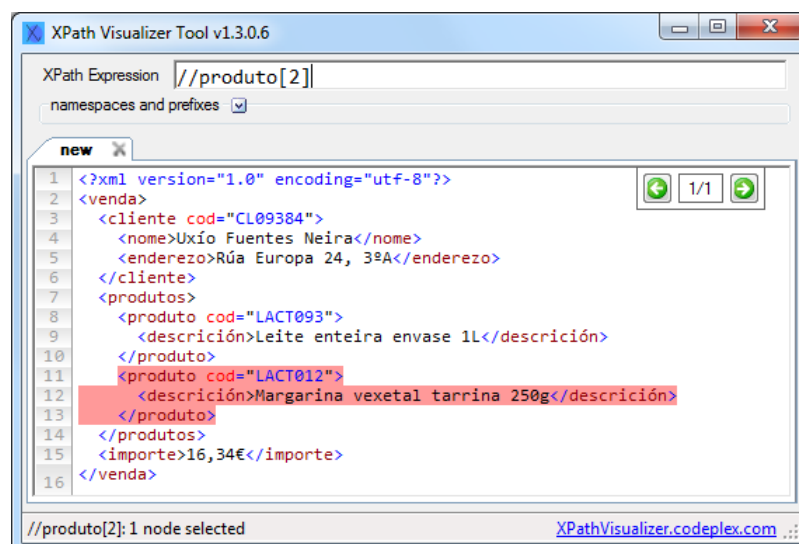 XPath Visualizer Tool v1.3.0.6
XPath Expression //produto[2]
namespaces and prefixes
new
1/1
1 <?xml version="1.0" encoding="utf-8"?>
2 <venda>
3 <cliente cod="CL09384">
4 <nome>Uxío Fuentes Neira</nome>
5 <enderezo>Rúa Europa 24, 3ºA</enderezo>
6 </cliente>
7 <produtos>
8 <produto cod="LACT093">
9 <descrición>Leite enteira envase 1L</descrición>
10 </produto>
11 <produto cod="LACT012">
12 <descrición>Margarina vexetal tarrina 250g</descrición>
13 </produto>
14 </produtos>
15 <importe>16,34€</importe>
16 </venda>
//produto[2]: 1 node selected XPathVisualizer.codeplex.com